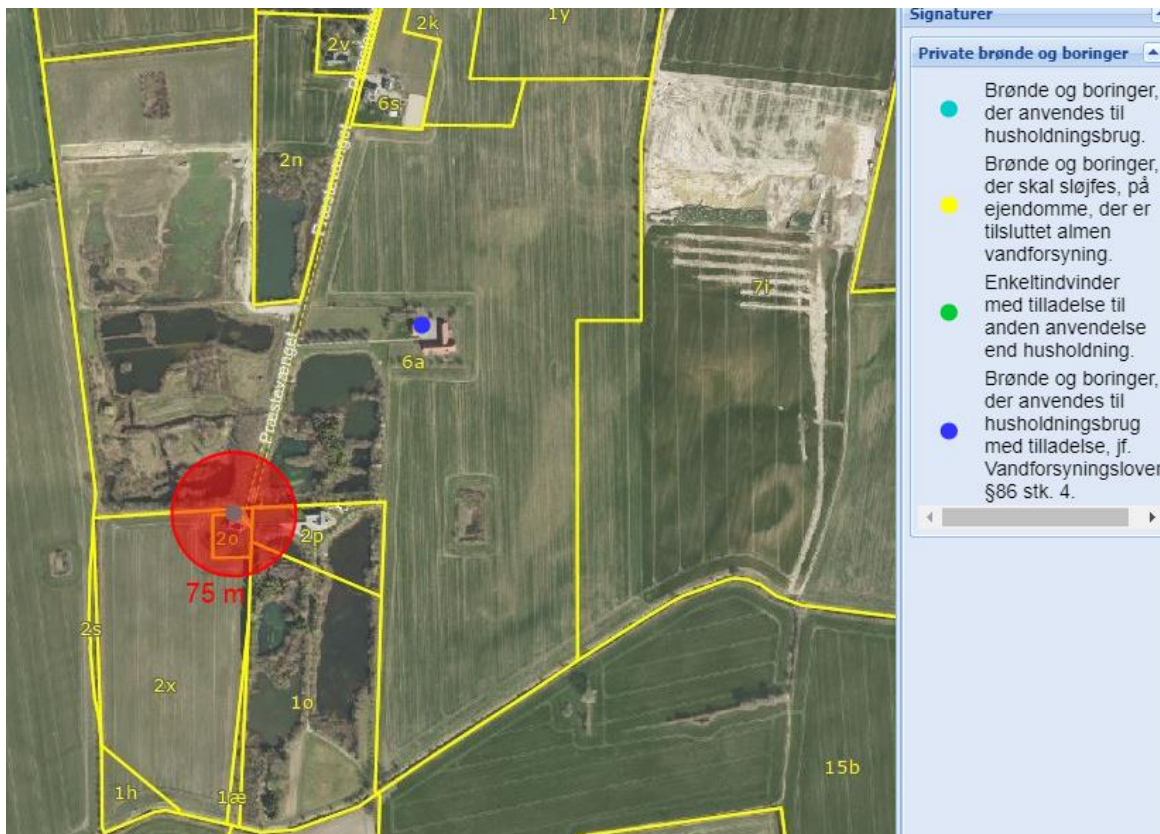 1y
2k
2v
6s
2n
Præstevænget
7i
6a
Præstevænget
2o
2p
75 m
2s
2x
1o
1h
1æ
15b
Signaturer
Private brønde og boringer
Brønde og boringer,
der anvendes til
husholdningsbrug.
Brønde og boringer,
der skal sløjfes, på
ejendomme, der er
tilsluttet almen
vandforsyning.
Enkeltindvinder
med tilladelse til
anden anvendelse
end husholdning.
Brønde og boringer,
der anvendes til
husholdningsbrug
med tilladelse, jf.
Vandforsyningslover
§86 stk. 4.